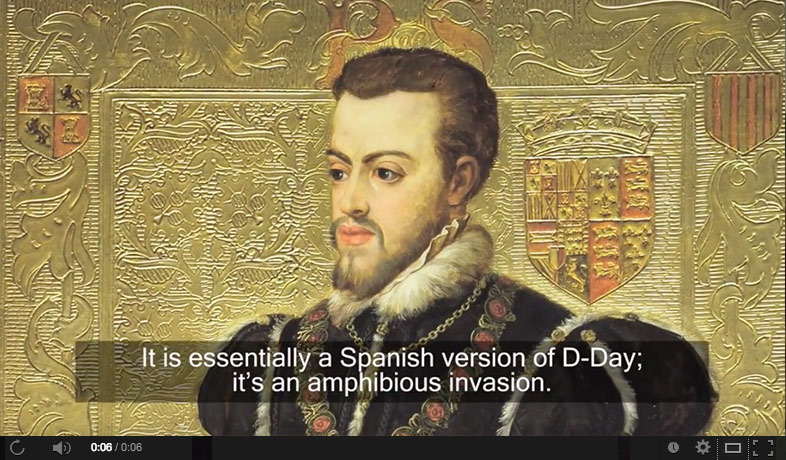 It is essentially a Spanish version of D-Day;
it's an amphibious invasion.
0:06 / 0:06